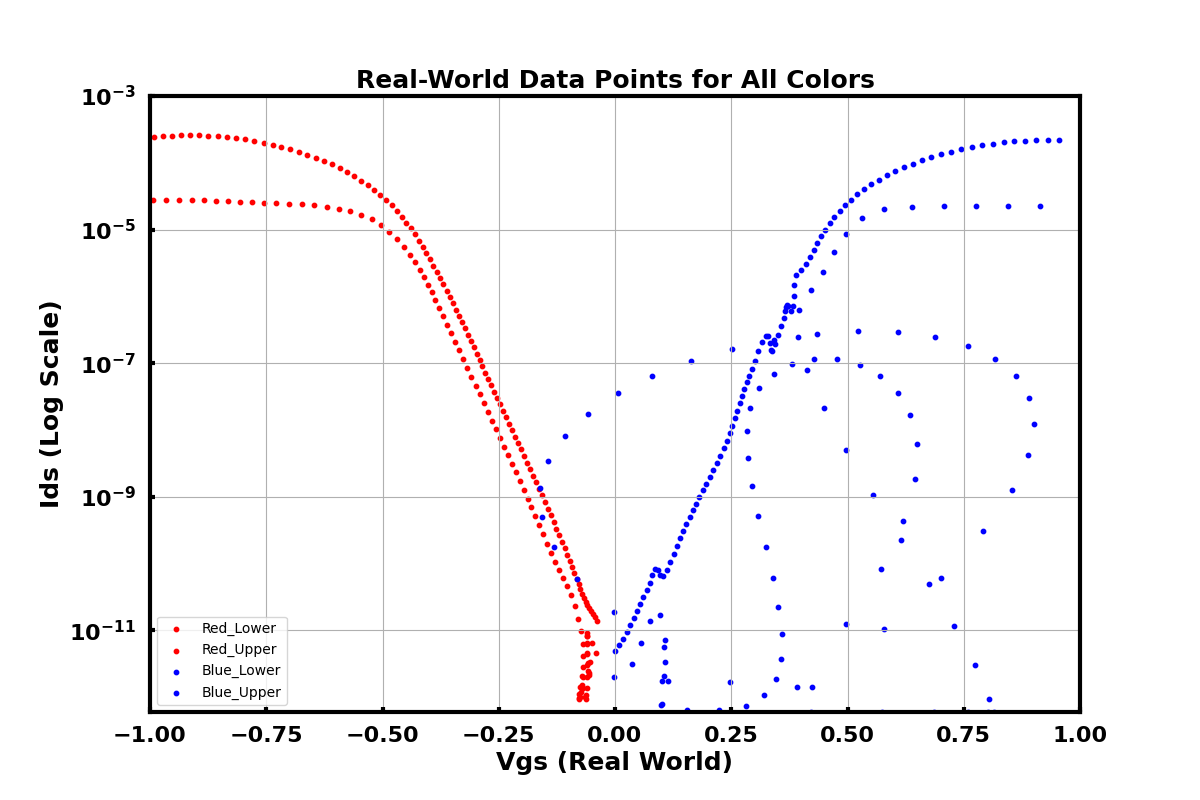 Real-World Data Points for All Colors
10⁻³
10⁻⁵
10⁻⁷
10⁻⁹
10⁻¹¹
Ids (Log Scale)
Red_Lower
Red_Upper
Blue_Lower
Blue_Upper
−1.00 −0.75 −0.50 −0.25 0.00 0.25 0.50 0.75 1.00
Vgs (Real World)